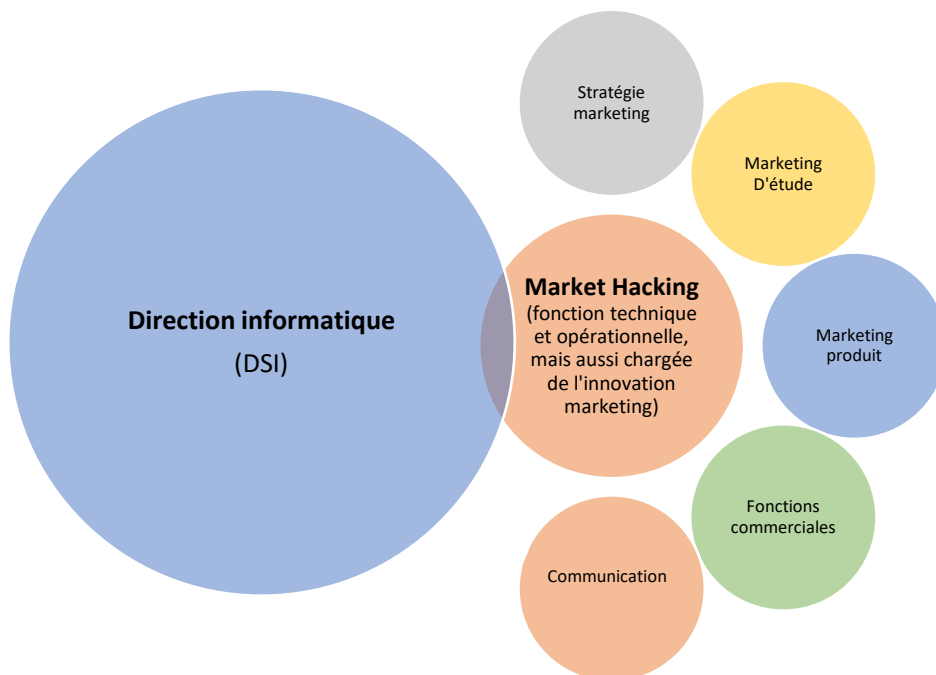 Stratégie
marketing
Marketing
D'étude
Direction informatique
(DSI)
Market Hacking
(fonction technique
et opérationnelle,
mais aussi chargée
de l'innovation
marketing)
Marketing
produit
Fonctions
commerciales
Communication